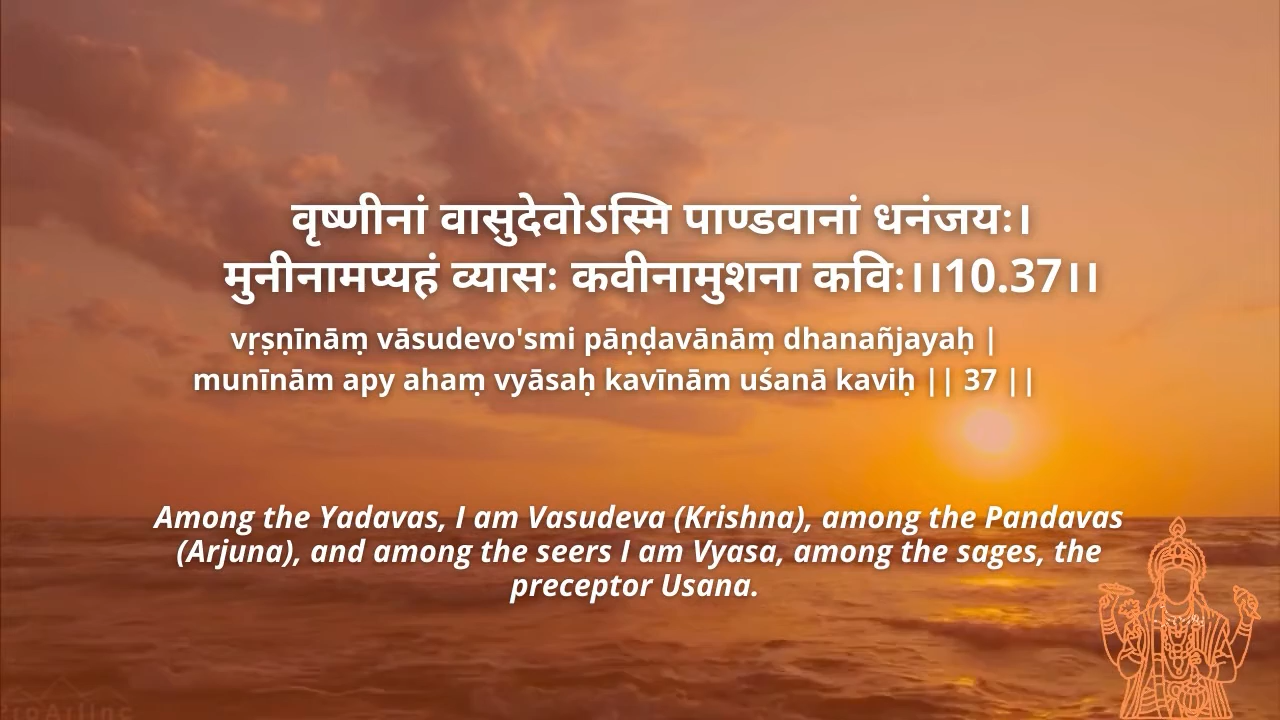 वृष्णीनां वासुदेवोऽस्मि पाण्डवानां धनंजयः।
मुनीनामप्यहं व्यासः कवीनामुशना कविः।।10.37।।
vṛṣṇīnāṃ vāsudevo'smi pāṇḍavānāṃ dhanañjayaḥ |
munīnām apy ahaṃ vyāsaḥ kavīnām uśanā kaviḥ || 37 ||
Among the Yadavas, I am Vasudeva (Krishna), among the Pandavas
(Arjuna), and among the seers I am Vyasa, among the sages, the
preceptor Usana.